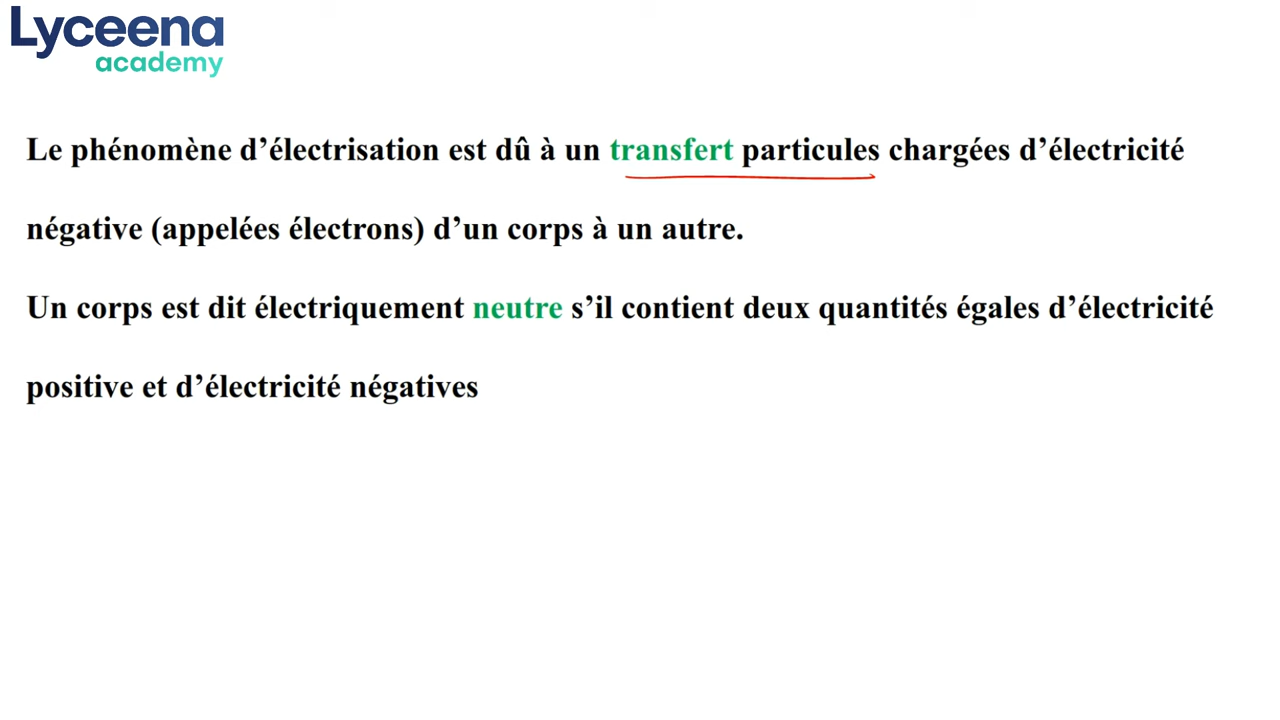 Lyceena
academy
Le phénomène d’électrisation est dû à un transfert particules chargées d’électricité
négative (appelées électrons) d’un corps à un autre.
Un corps est dit électriquement neutre s’il contient deux quantités égales d’électricité
positive et d’électricité négatives